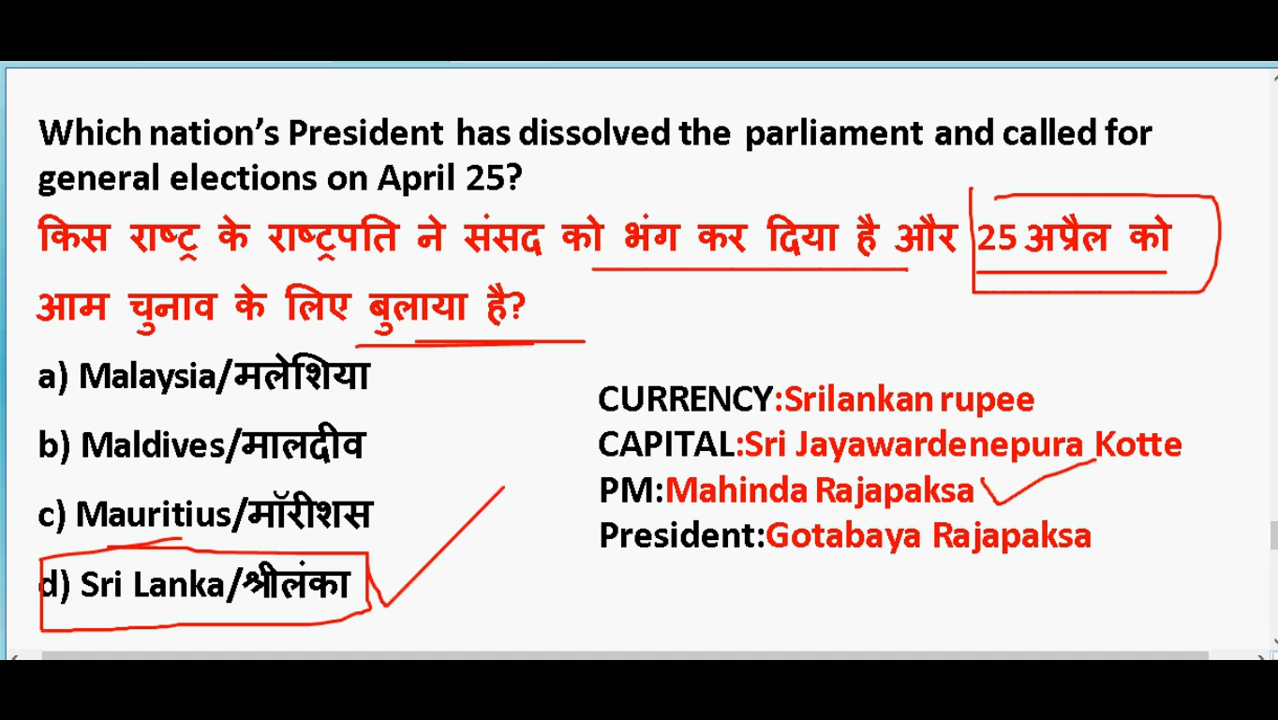 Which nation’s President has dissolved the parliament and called for
general elections on April 25?
किस राष्ट्र के राष्ट्रपति ने संसद को भंग कर दिया है और 25 अप्रैल को
आम चुनाव के लिए बुलाया है?
a) Malaysia/मलेशिया
b) Maldives/मालदीव
c) Mauritius/मॉरीशस
d) Sri Lanka/श्रीलंका
CURRENCY:Srilankan rupee
CAPITAL:Sri Jayawardenepura Kotte
PM:Mahinda Rajapaksa
President:Gotabaya Rajapaksa